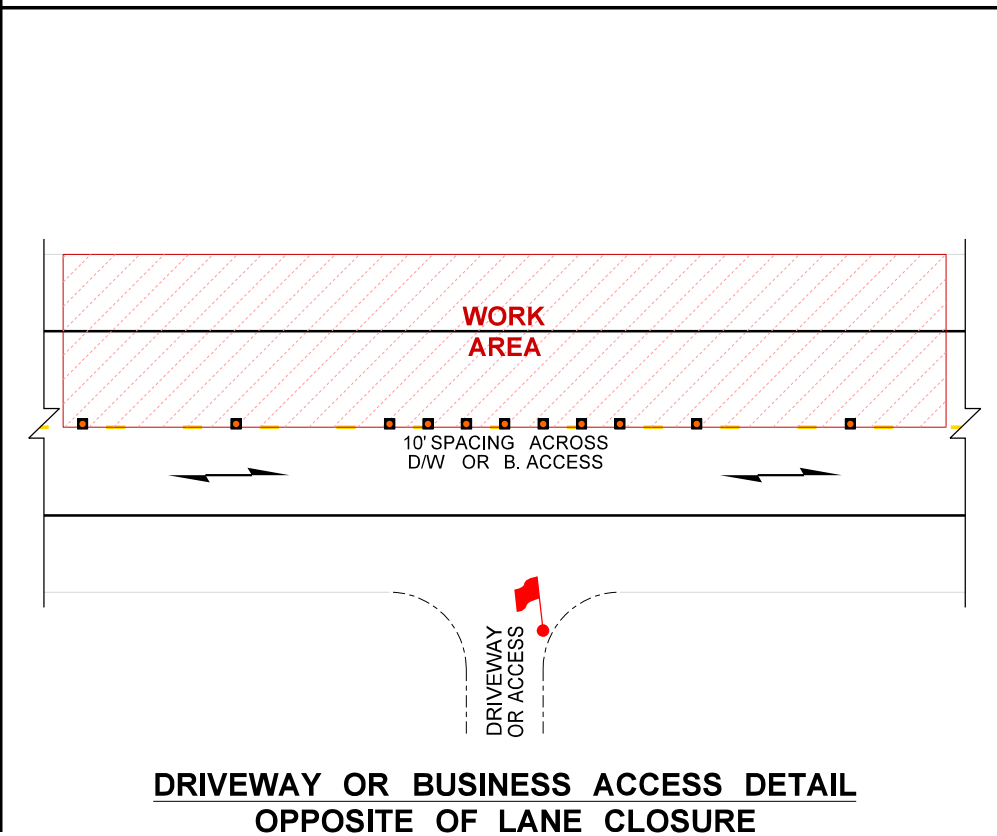 WORK
AREA
10' SPACING ACROSS
D/W OR B. ACCESS
DRIVEWAY
OR ACCESS
DRIVEWAY OR BUSINESS ACCESS DETAIL
OPPOSITE OF LANE CLOSURE